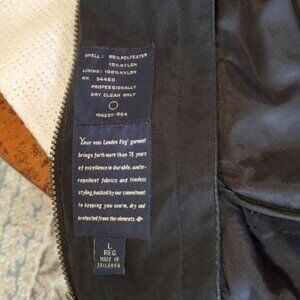 SHELL: 85% POLYESTER
15% NYLON
LINING: 100% NYLON
RN 34480
PROFESSIONALLY
DRY CLEAN ONLY
Your new London Fog® garment
brings forth more than 75 years
of excellence in durable, water-
repellent fabrics and timeless
styling backed by our commitment
to keeping you warm, dry and
protected from the elements.
L
REG
MADE IN
SRI LANKA